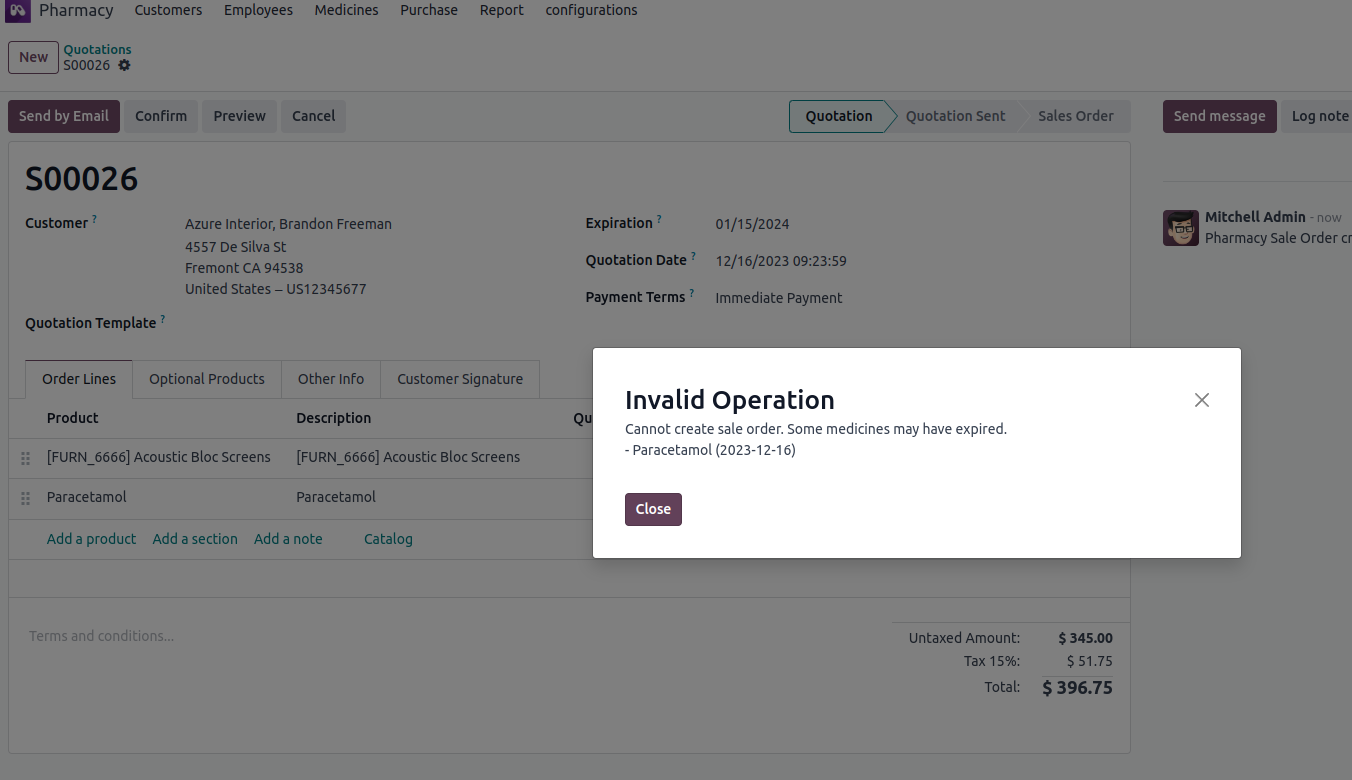 Pharmacy Customers Employees Medicines Purchase Report configurations
New Quotations
S00026
Send by Email Confirm Preview Cancel Quotation Quotation Sent Sales Order Send message Log note
S00026
Customer ? Azure Interior, Brandon Freeman
4557 De Silva St
Fremont CA 94538
United States – US12345677
Quotation Template ?
Expiration ? 01/15/2024
Quotation Date ? 12/16/2023 09:23:59
Payment Terms ? Immediate Payment
Mitchell Admin - now
Pharmacy Sale Order
Order Lines Optional Products Other Info Customer Signature
Product Description
[FURN_6666] Acoustic Bloc Screens [FURN_6666] Acoustic Bloc Screens
Paracetamol Paracetamol
Add a product Add a section Add a note Catalog
Invalid Operation
Cannot create sale order. Some medicines may have expired.
- Paracetamol (2023-12-16)
Close
Terms and conditions...
Untaxed Amount: $ 345.00
Tax 15%: $ 51.75
Total: $ 396.75